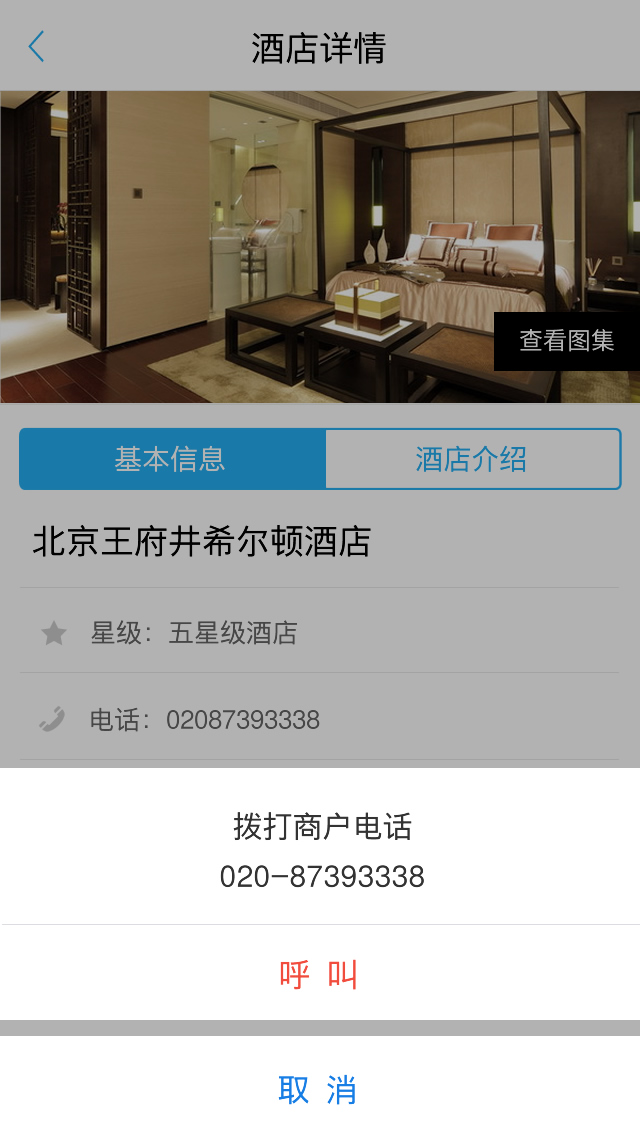 酒店详情
查看图集
基本信息
酒店介绍
北京王府井希尔顿酒店
星级：五星级酒店
电话：02087393338
拨打商户电话
020-87393338
呼 叫
取 消